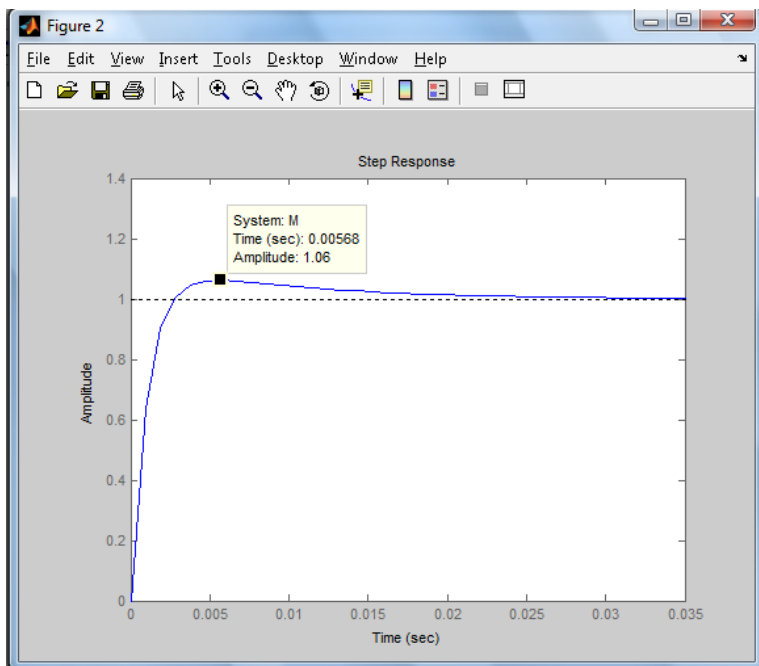 Figure 2
File Edit View Insert Tools Desktop Window Help
Step Response
1.4
1.2
1
0.8
0.6
0.4
0.2
0
Amplitude
System: M
Time (sec): 0.00568
Amplitude: 1.06
0 0.005 0.01 0.015 0.02 0.025 0.03 0.035
Time (sec)